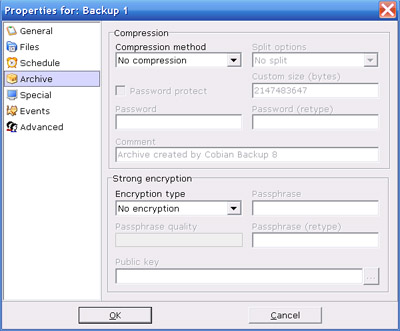 Properties for: Backup 1
General
Files
Schedule
Archive
Special
Events
Advanced
Compression
Compression method
Split options
No compression
No split
Custom size (bytes)
Password protect
2147483647
Password
Password (retype)
Comment
Archive created by Cobian Backup 8
Strong encryption
Encryption type
Passphrase
No encryption
Passphrase quality
Passphrase (retype)
Public key
...
OK
Cancel